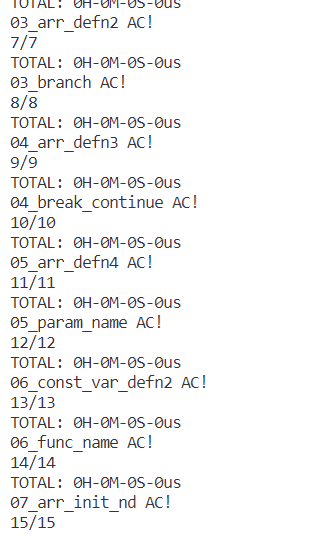 TOTAL: 0H-0M-0S-0us
03_arr_defn2 AC!
7/7
TOTAL: 0H-0M-0S-0us
03_branch AC!
8/8
TOTAL: 0H-0M-0S-0us
04_arr_defn3 AC!
9/9
TOTAL: 0H-0M-0S-0us
04_break_continue AC!
10/10
TOTAL: 0H-0M-0S-0us
05_arr_defn4 AC!
11/11
TOTAL: 0H-0M-0S-0us
05_param_name AC!
12/12
TOTAL: 0H-0M-0S-0us
06_const_var_defn2 AC!
13/13
TOTAL: 0H-0M-0S-0us
06_func_name AC!
14/14
TOTAL: 0H-0M-0S-0us
07_arr_init_nd AC!
15/15